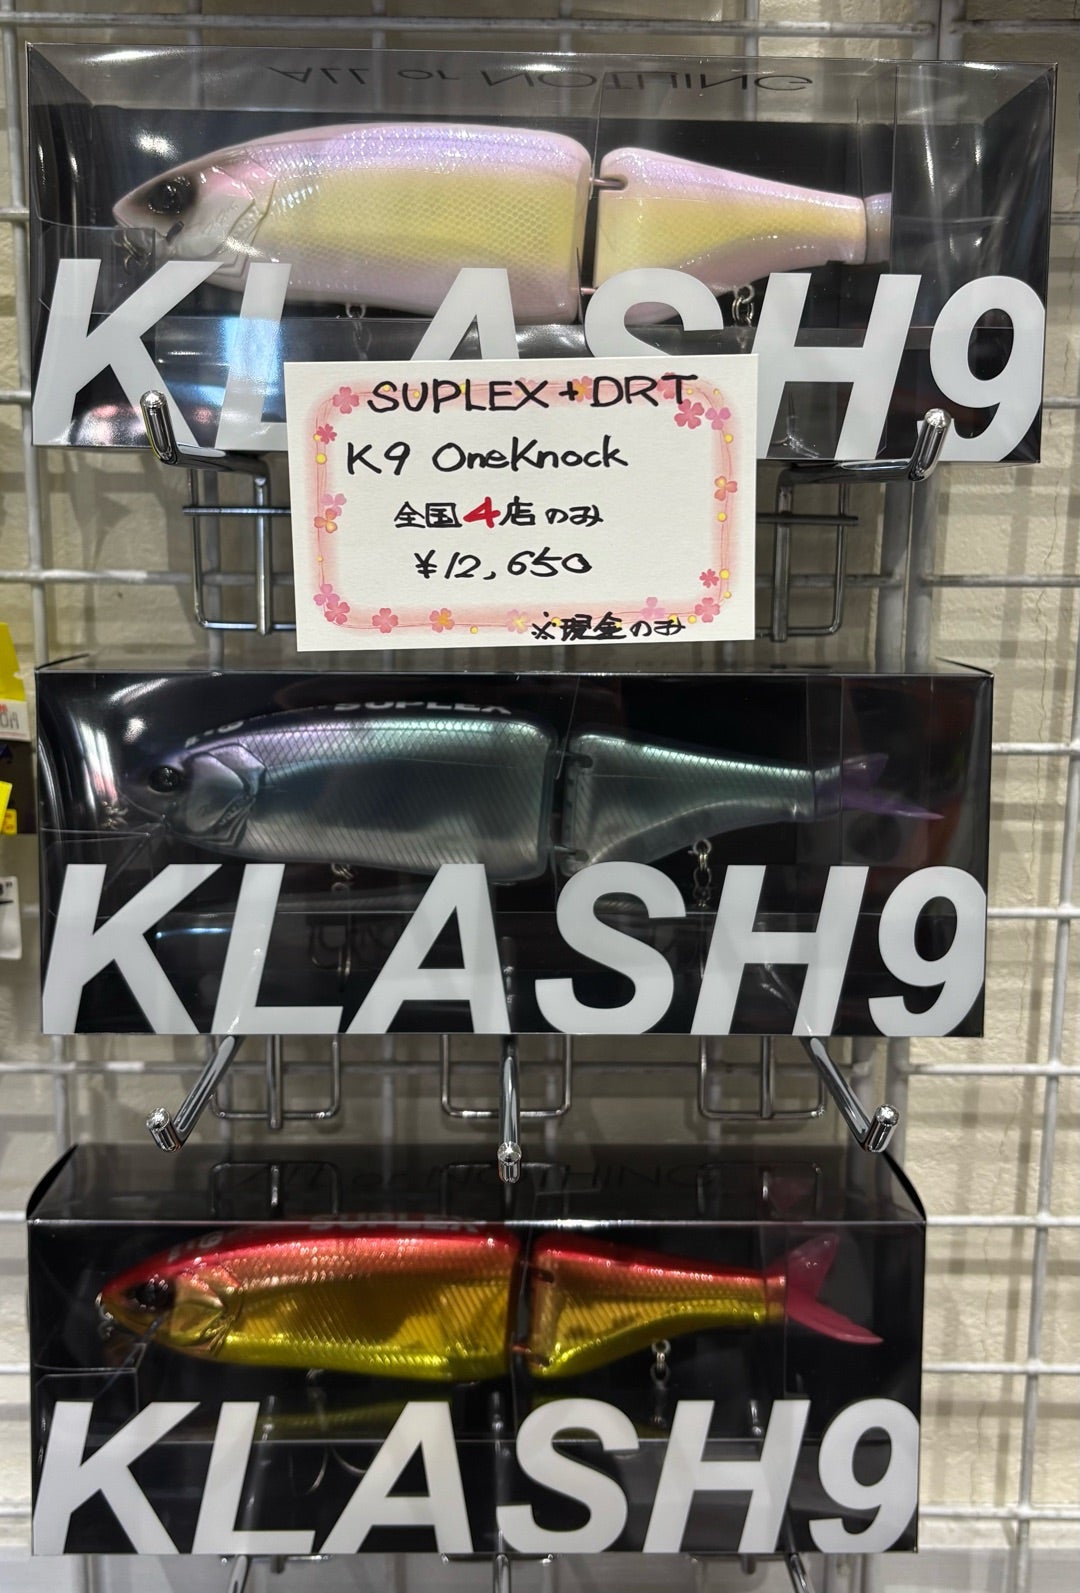 ALL or NOTHING
KLASH9
SUPLEX + DRT
K9 OneKnock
全国4店のみ
¥12,650
※現金のみ
SUPLEX
KLASH9
ALL or NOTHING
SUPLEX
KLASH9